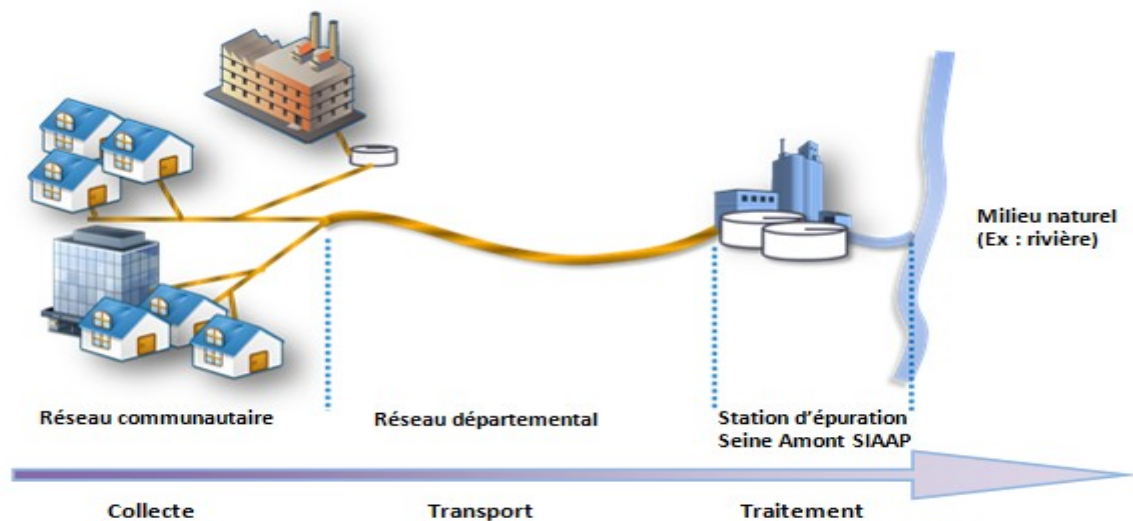 Milieu naturel
(Ex : rivière)
Réseau communautaire
Réseau départemental
Station d’épuration
Seine Amont SIAAP
Collecte
Transport
Traitement